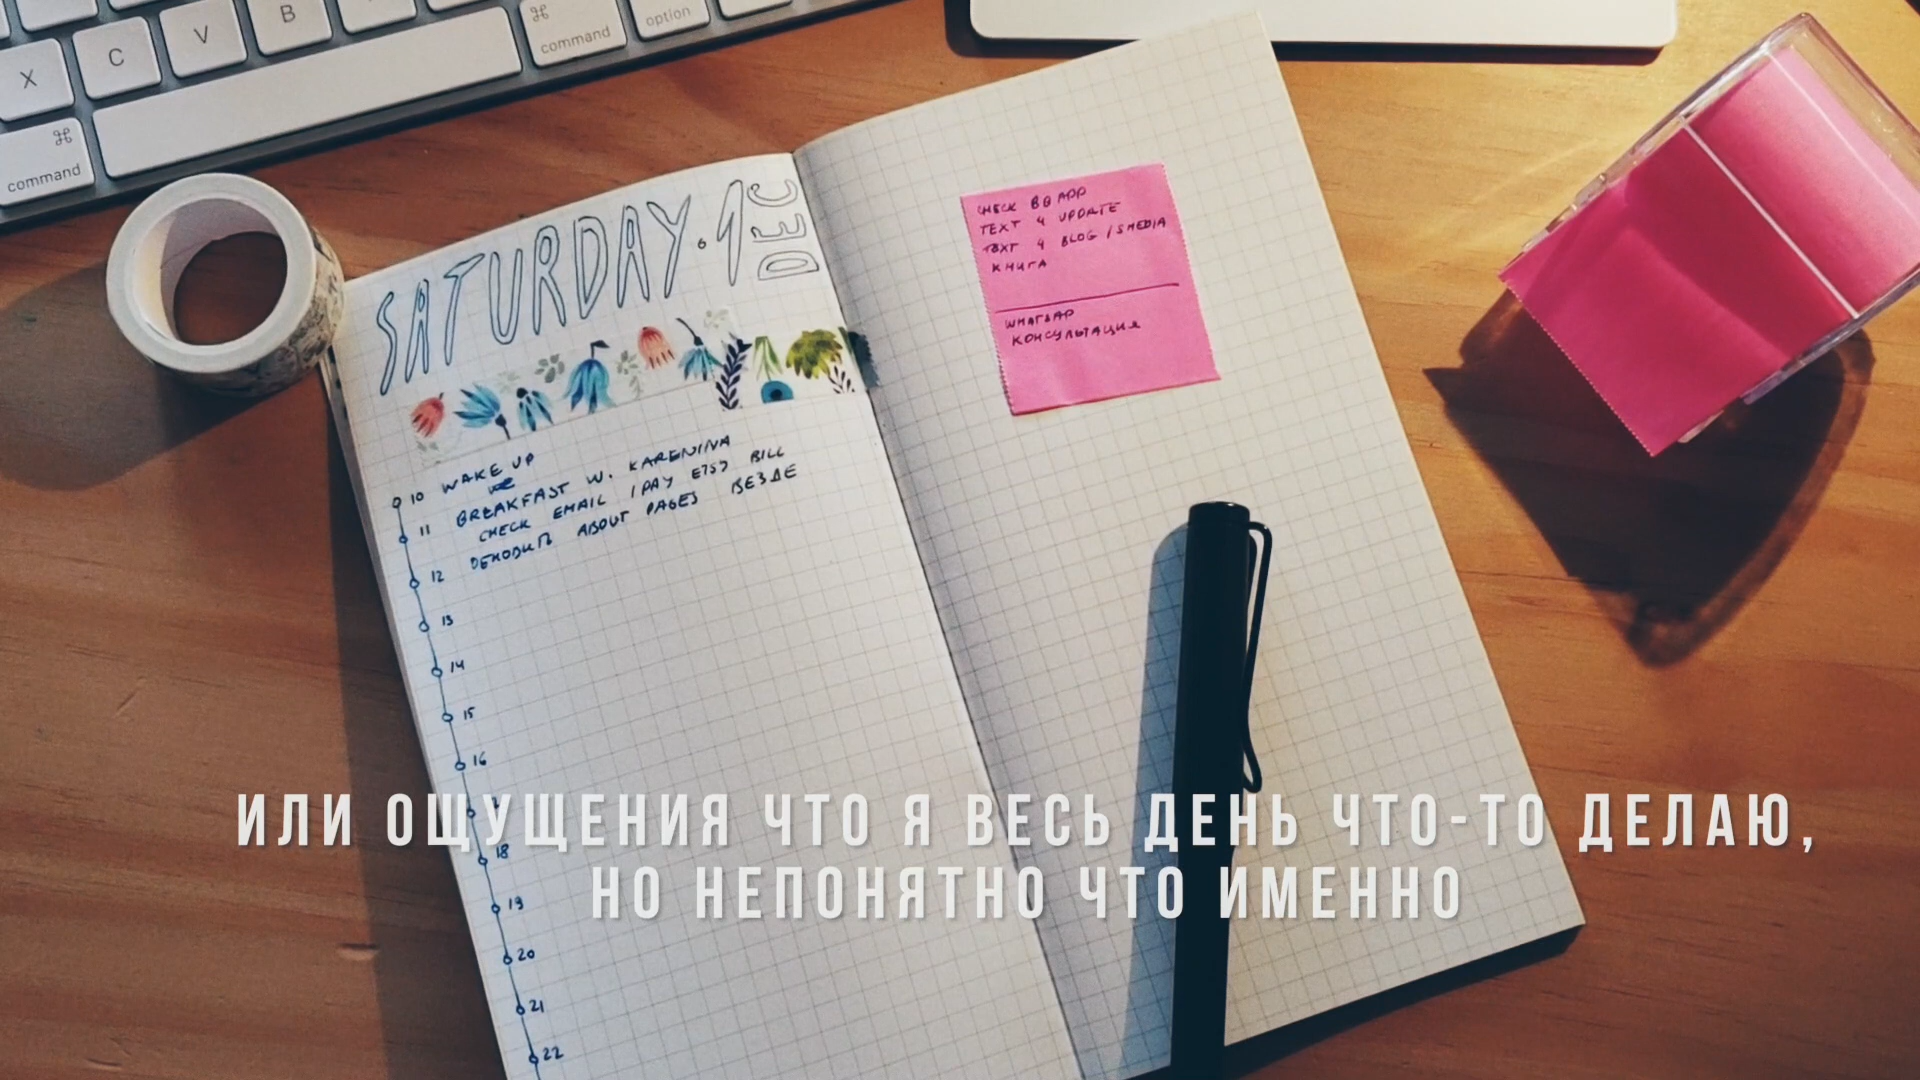 X C V B ⌘ command option
⌘ command
SATURDAY. 1 DEC
10 WAKE UP
11 BREAKFAST W. KARENINA
CHECK EMAIL / PAY ETSY BILL
ABOUT PAGES ВЕЗДЕ
12
13
14
15
16
18
19
20
21
22
CHECK BQ APP
TEXT 4 UPDATE
TEXT 4 BLOG / SMEDIA
КНИГА
WHATSAP
КОНСУЛЬТАЦИЯ
ИЛИ ОЩУЩЕНИЯ ЧТО Я ВЕСЬ ДЕНЬ ЧТО-ТО ДЕЛАЮ,
НО НЕПОНЯТНО ЧТО ИМЕННО